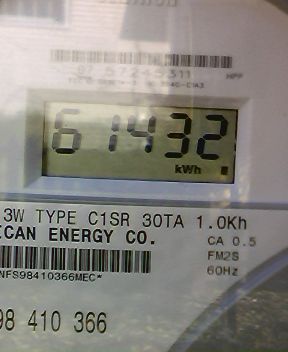 61432
kWh
3W TYPE C1SR 30TA 1.0Kh
ICAN ENERGY CO.
CA 0.5
FM2S
NFS98410366MEC*
60Hz
98 410 366